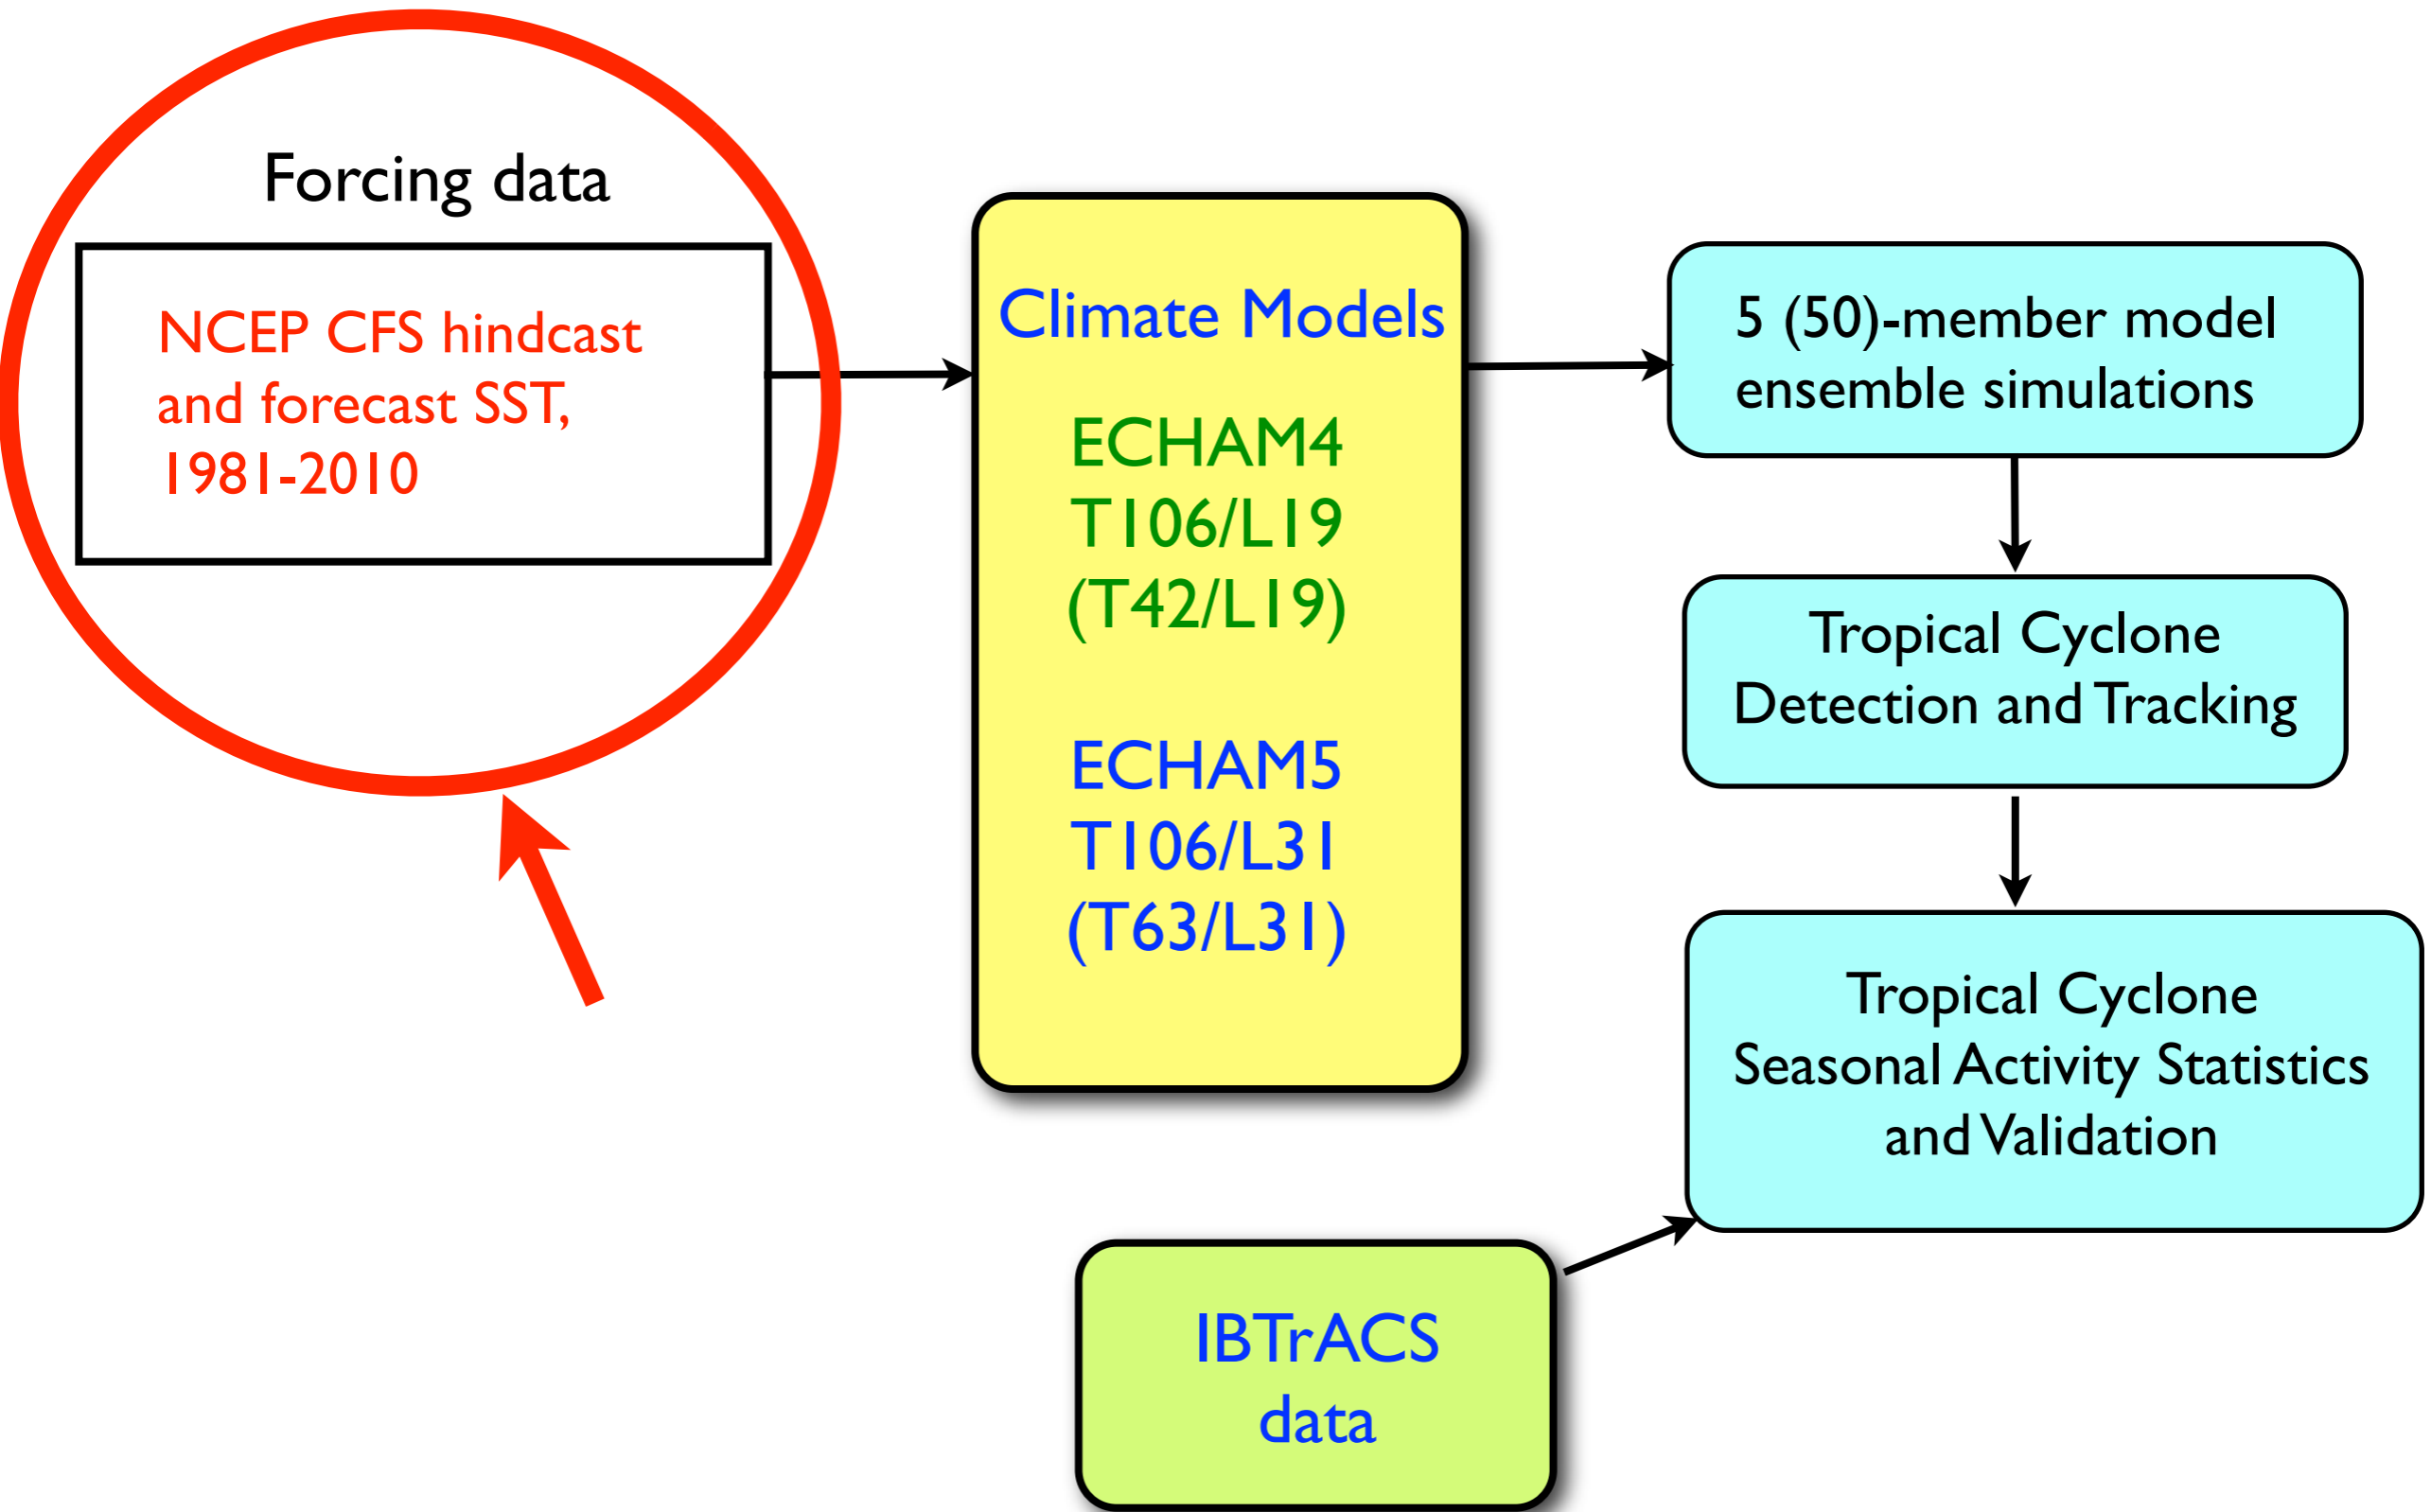 Forcing data
NCEP CFS hindcast
and forecast SST,
1981-2010
Climate Models
ECHAM4
T106/L19
(T42/L19)
ECHAM5
T106/L31
(T63/L31)
5 (50)-member model
ensemble simulations
Tropical Cyclone
Detection and Tracking
Tropical Cyclone
Seasonal Activity Statistics
and Validation
IBTrACS
data